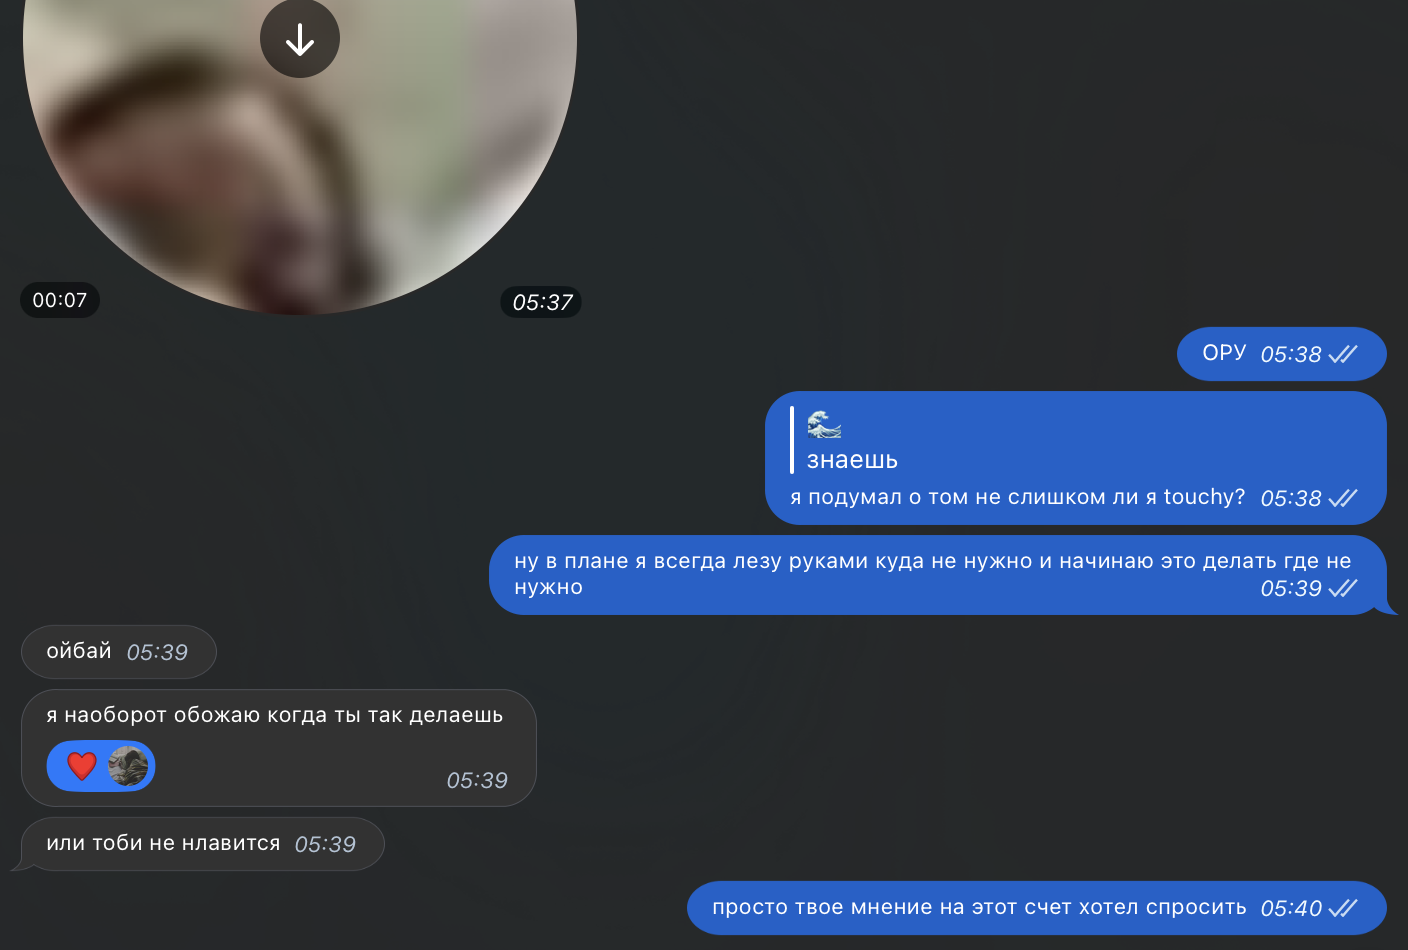 00:07
05:37
ОРУ 05:38
🌊
знаешь
я подумал о том не слишком ли я touchy? 05:38
ну в плане я всегда лезу руками куда не нужно и начинаю это делать где не
нужно 05:39
ойбай 05:39
я наоборот обожаю когда ты так делаешь
❤️ 05:39
или тоби не нлавится 05:39
просто твое мнение на этот счет хотел спросить 05:40